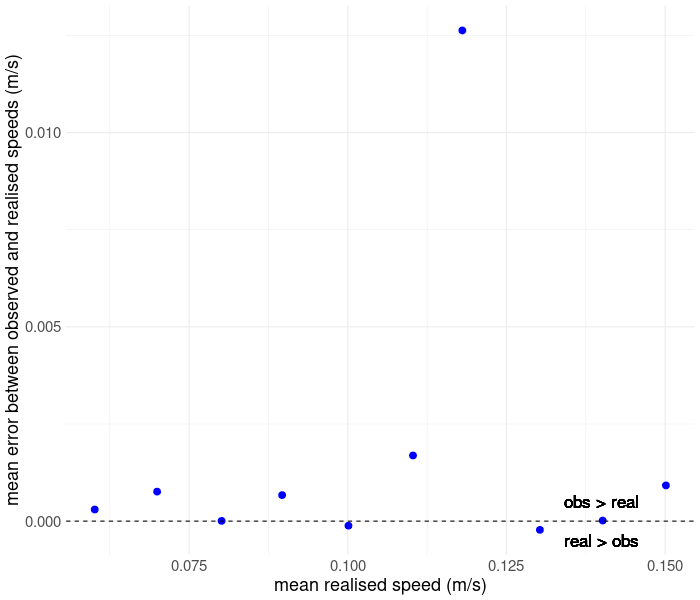 mean error between observed and realised speeds (m/s)
0.010
0.005
0.000
obs > real
real > obs
0.075 0.100 0.125 0.150
mean realised speed (m/s)